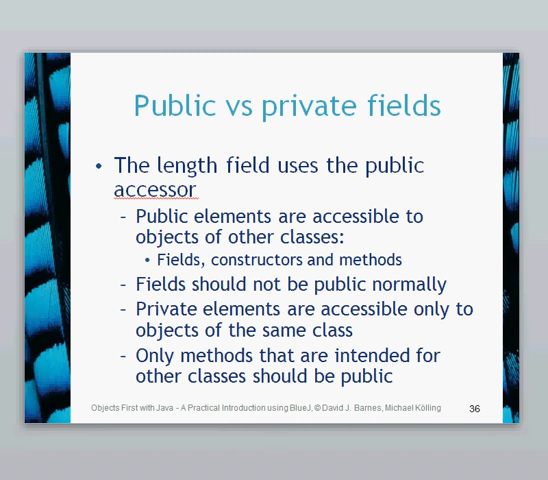 Public vs private fields
• The length field uses the public
accessor
– Public elements are accessible to
objects of other classes:
• Fields, constructors and methods
– Fields should not be public normally
– Private elements are accessible only to
objects of the same class
– Only methods that are intended for
other classes should be public
Objects First with Java - A Practical Introduction using BlueJ, © David J. Barnes, Michael Kölling
36